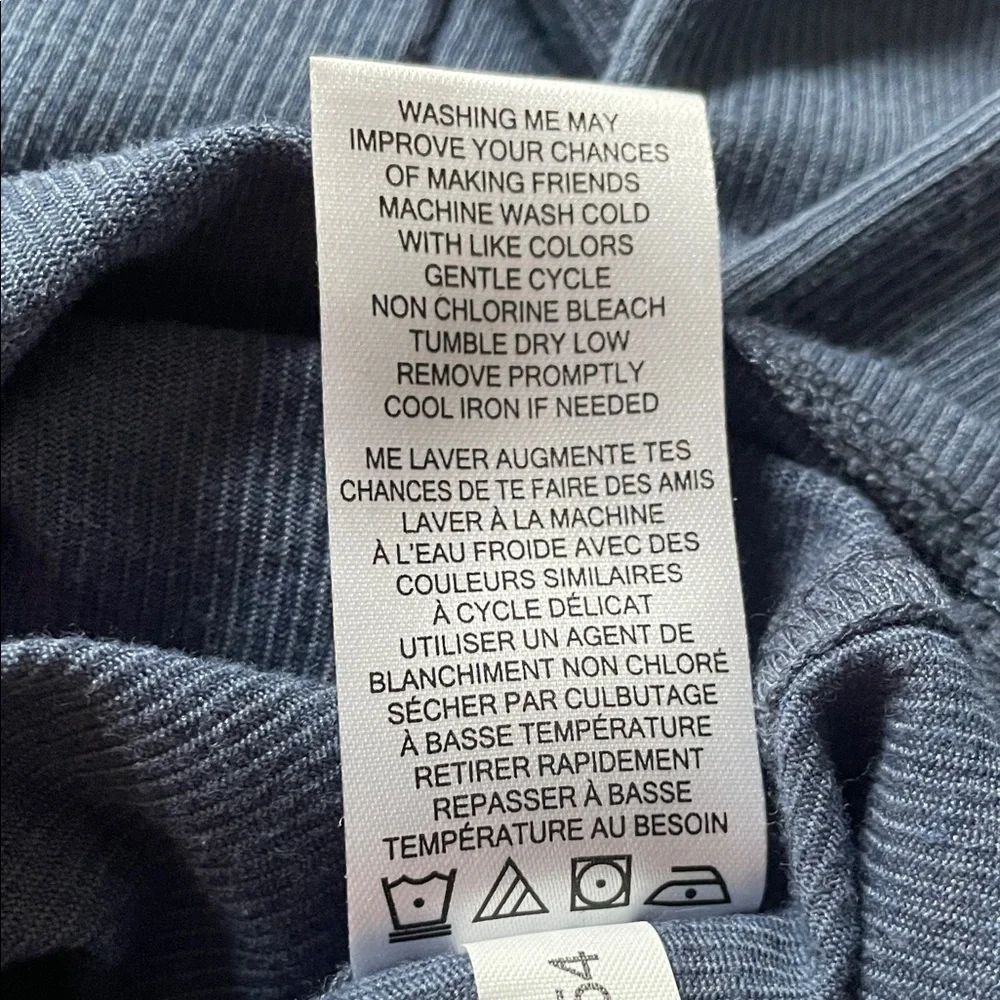 WASHING ME MAY
IMPROVE YOUR CHANCES
OF MAKING FRIENDS
MACHINE WASH COLD
WITH LIKE COLORS
GENTLE CYCLE
NON CHLORINE BLEACH
TUMBLE DRY LOW
REMOVE PROMPTLY
COOL IRON IF NEEDED
ME LAVER AUGMENTE TES
CHANCES DE TE FAIRE DES AMIS
LAVER À LA MACHINE
À L'EAU FROIDE AVEC DES
COULEURS SIMILAIRES
À CYCLE DÉLICAT
UTILISER UN AGENT DE
BLANCHIMENT NON CHLORÉ
SÉCHER PAR CULBUTAGE
À BASSE TEMPÉRATURE
RETIRER RAPIDEMENT
REPASSER À BASSE
TEMPÉRATURE AU BESOIN